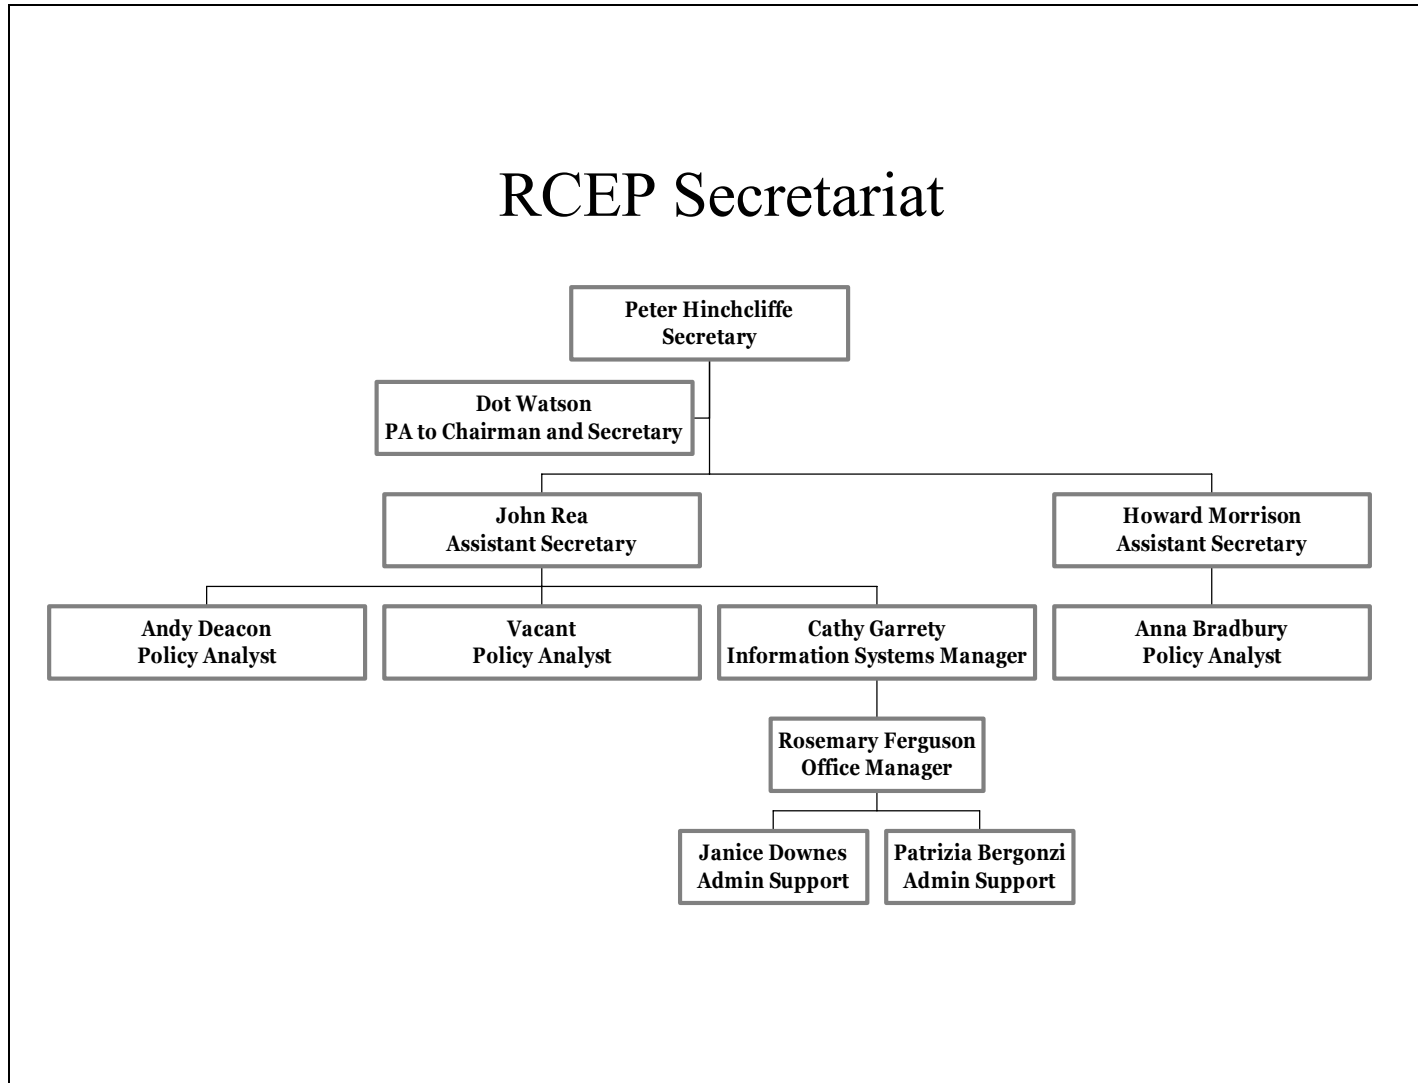 RCEP Secretariat
Peter Hinchcliffe
Secretary
Dot Watson
PA to Chairman and Secretary
John Rea
Assistant Secretary
Howard Morrison
Assistant Secretary
Andy Deacon
Policy Analyst
Vacant
Policy Analyst
Cathy Garrety
Information Systems Manager
Anna Bradbury
Policy Analyst
Rosemary Ferguson
Office Manager
Janice Downes
Admin Support
Patrizia Bergonzi
Admin Support